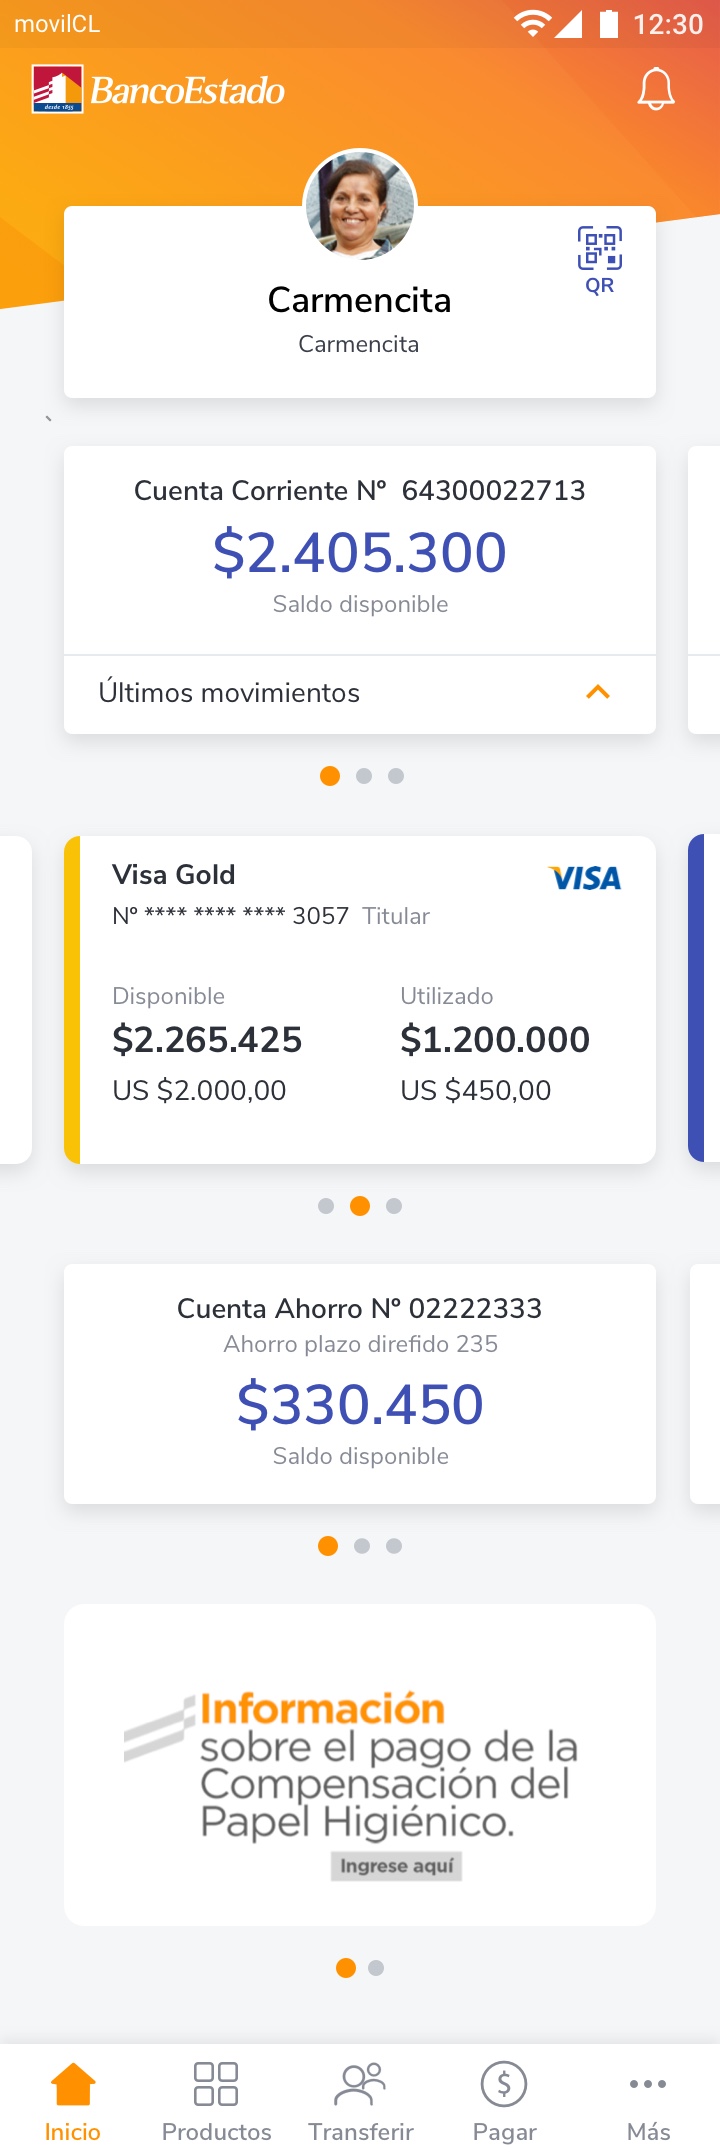 movilCL 12:30
desde 1855
BancoEstado
QR
Carmencita
Carmencita
`
Cuenta Corriente Nº 64300022713
$2.405.300
Saldo disponible
Últimos movimientos
Visa Gold VISA
Nº **** **** **** 3057 Titular
Disponible Utilizado
$2.265.425 $1.200.000
US $2.000,00 US $450,00
Cuenta Ahorro Nº 02222333
Ahorro plazo direfido 235
$330.450
Saldo disponible
Información
sobre el pago de la
Compensación del
Papel Higiénico.
Ingrese aquí
Inicio Productos Transferir Pagar Más